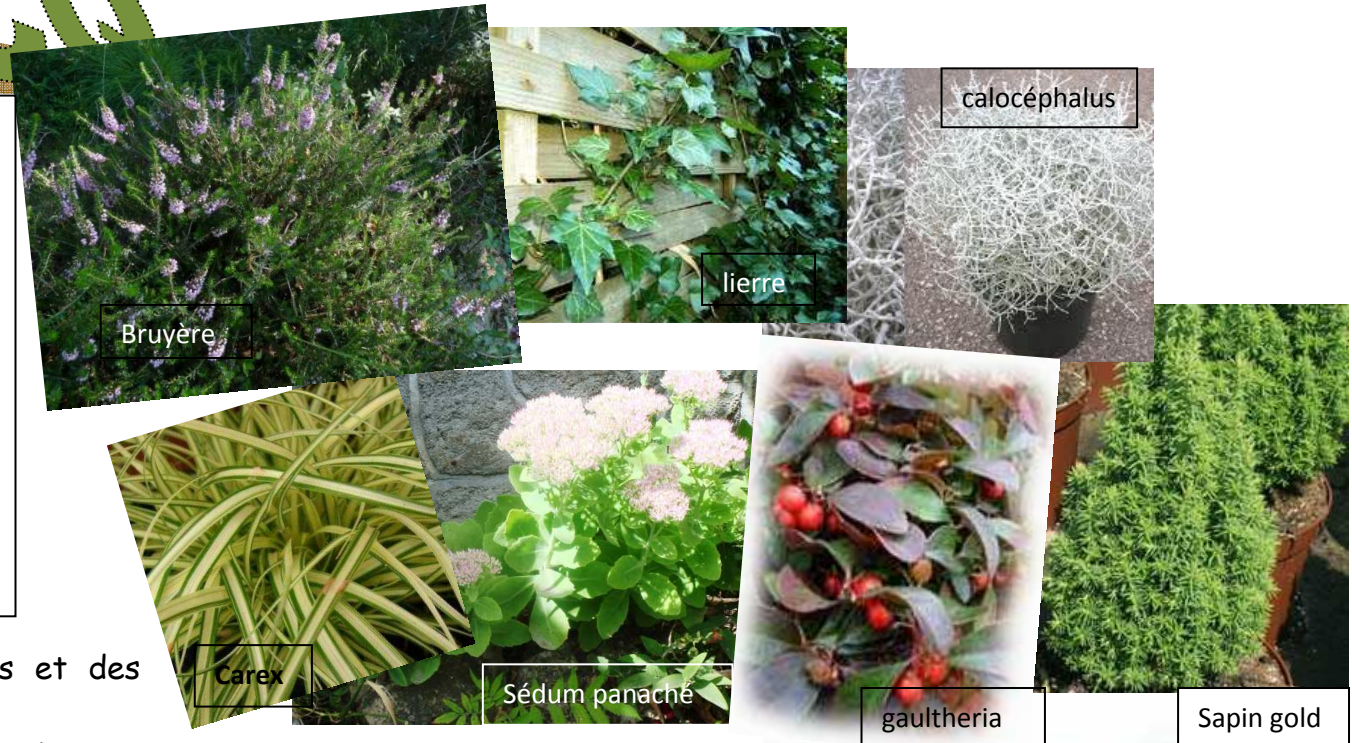 calocéphalus
lierre
Bruyère
Carex
Sédum panaché
gaultheria
Sapin gold
s et des